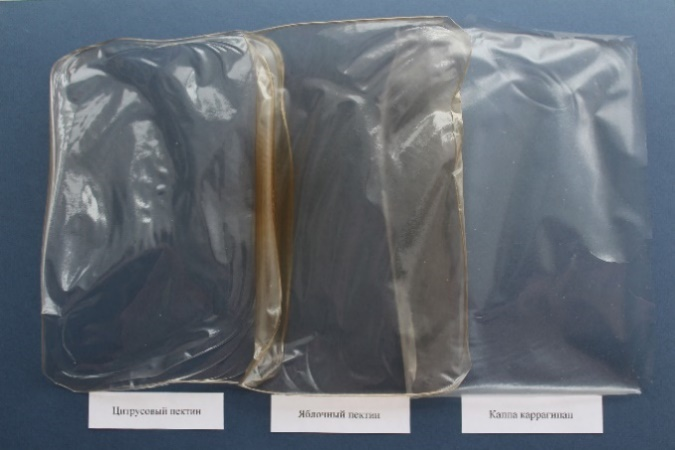 Цитрусовый пектин
Яблочный пектин
Каппа каррагинан